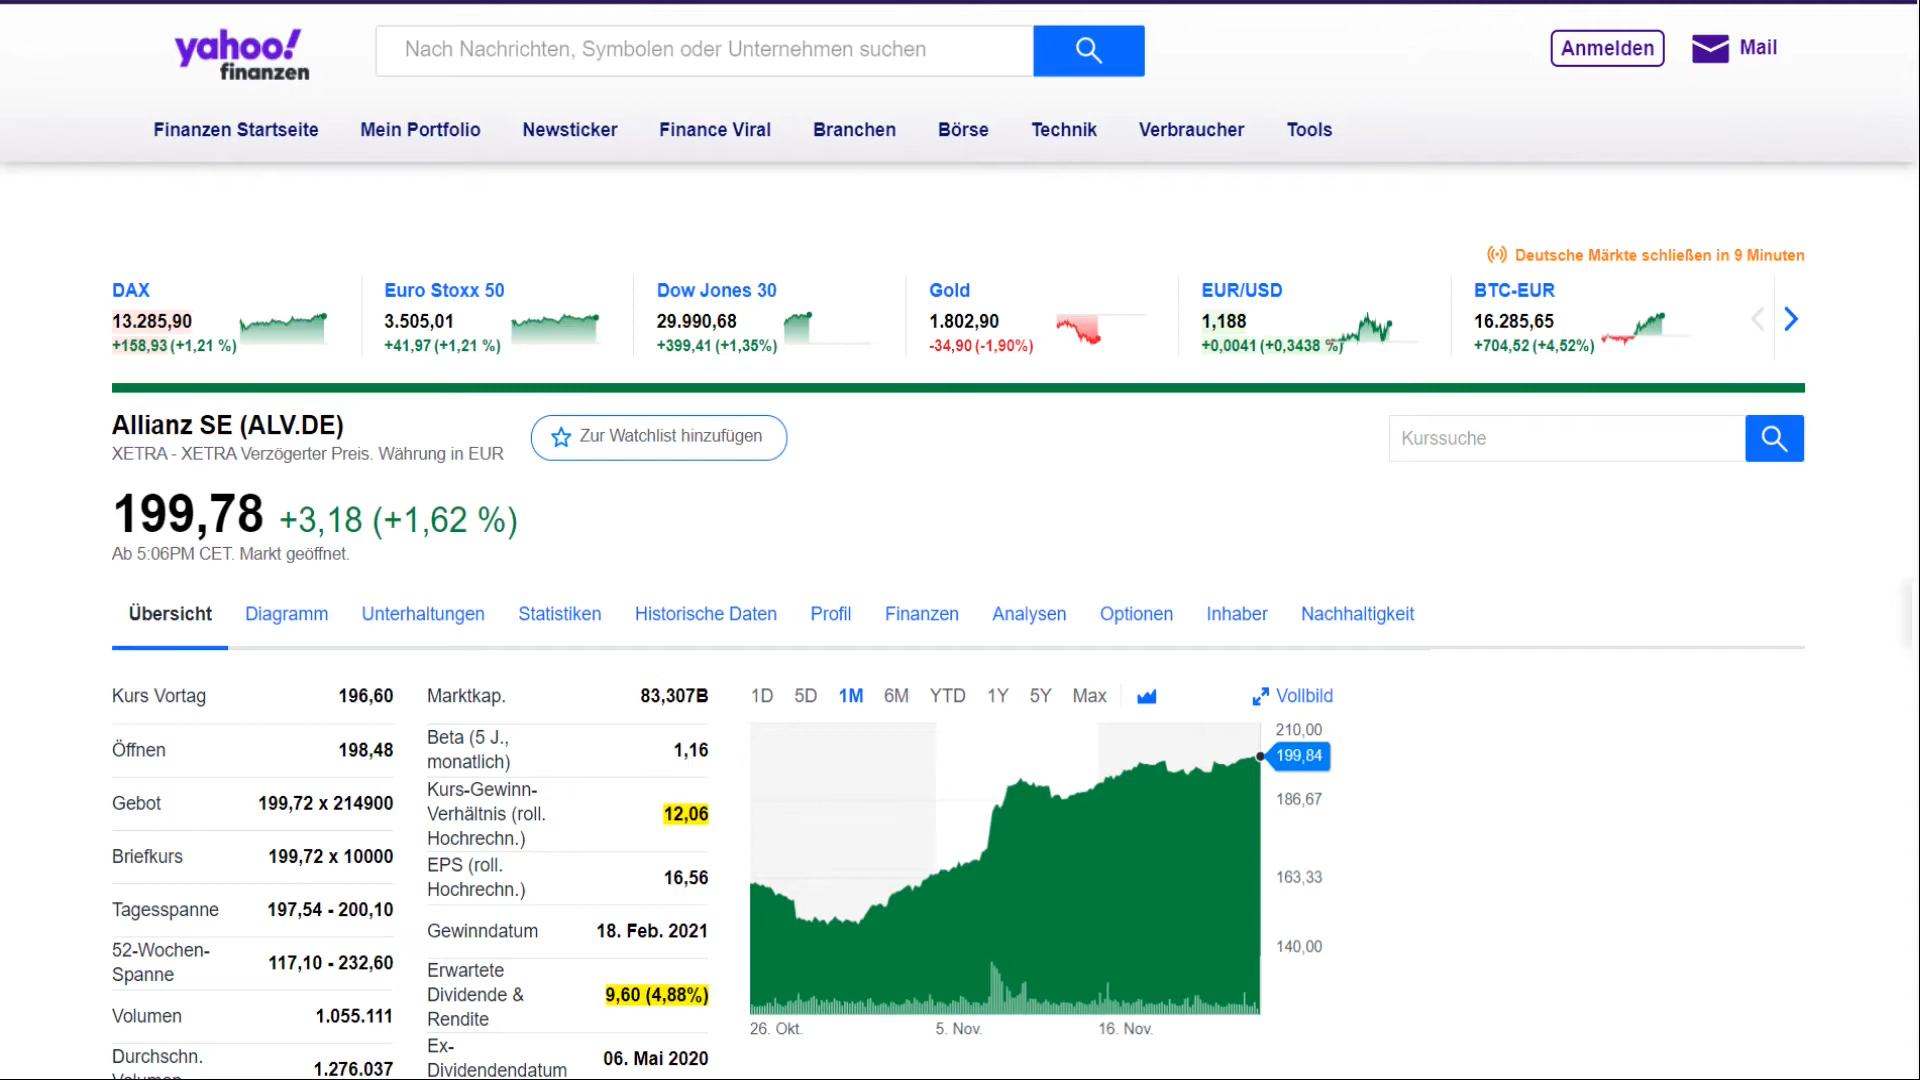 yahoo!
finanzen
Nach Nachrichten, Symbolen oder Unternehmen suchen
Anmelden
Mail
Finanzen Startseite Mein Portfolio Newsticker Finance Viral Branchen Börse Technik Verbraucher Tools
Deutsche Märkte schließen in 9 Minuten
DAX
13.285,90
+158,93 (+1,21 %)
Euro Stoxx 50
3.505,01
+41,97 (+1,21 %)
Dow Jones 30
29.990,68
+399,41 (+1,35%)
Gold
1.802,90
-34,90 (-1,90%)
EUR/USD
1,188
+0,0041 (+0,3438 %)
BTC-EUR
16.285,65
+704,52 (+4,52%)
Allianz SE (ALV.DE)
XETRA - XETRA Verzögerter Preis. Währung in EUR
Zur Watchlist hinzufügen
Kurssuche
199,78 +3,18 (+1,62 %)
Ab 5:06PM CET. Markt geöffnet.
Übersicht Diagramm Unterhaltungen Statistiken Historische Daten Profil Finanzen Analysen Optionen Inhaber Nachhaltigkeit
Kurs Vortag 196,60
Öffnen 198,48
Gebot 199,72 x 214900
Briefkurs 199,72 x 10000
Tagesspanne 197,54 - 200,10
52-Wochen-
Spanne 117,10 - 232,60
Volumen 1.055.111
Durchschn.
Volumen 1.276.037
Marktkap. 83,307B
Beta (5 J.,
monatlich) 1,16
Kurs-Gewinn-
Verhältnis (roll. 12,06
Hochrechn.)
EPS (roll.
Hochrechn.) 16,56
Gewinndatum 18. Feb. 2021
Erwartete
Dividende & 9,60 (4,88%)
Rendite
Ex-
Dividendendatum 06. Mai 2020
1D 5D 1M 6M YTD 1Y 5Y Max
Vollbild
210,00
199,84
186,67
163,33
140,00
26. Okt. 5. Nov. 16. Nov.